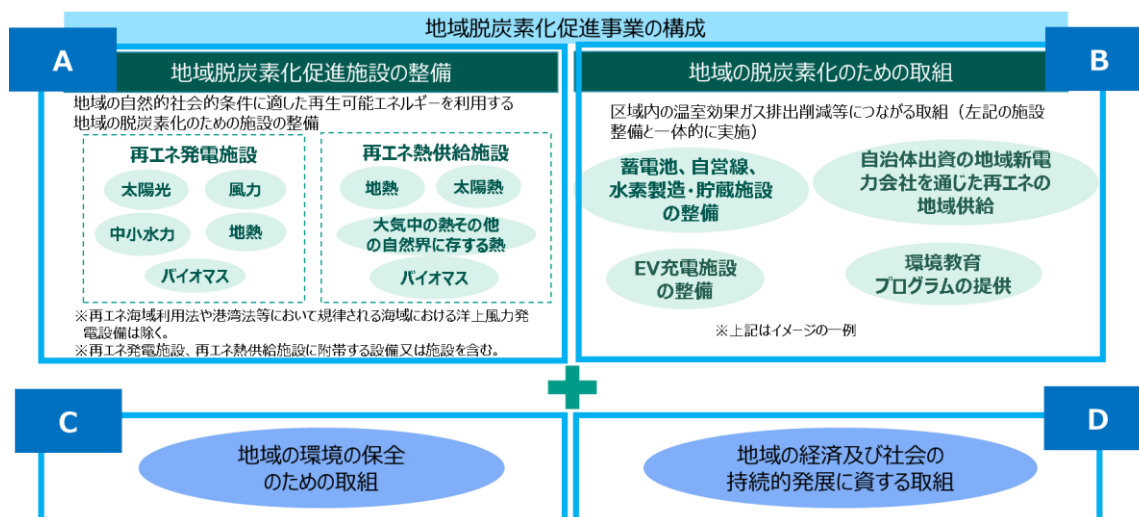 地域脱炭素化促進事業の構成
A
地域脱炭素化促進施設の整備
地域の自然的社会的条件に適した再生可能エネルギーを利用する
地域の脱炭素化のための施設の整備
再エネ発電施設
太陽光
風力
中小水力
地熱
バイオマス
再エネ熱供給施設
地熱
太陽熱
大気中の熱その他
の自然界に存する熱
バイオマス
※再エネ海域利用法や港湾法等において規律される海域における洋上風力発
電設備は除く。
※再エネ発電施設、再エネ熱供給施設に附帯する設備又は施設を含む。
B
地域の脱炭素化のための取組
区域内の温室効果ガス排出削減等につながる取組（左記の施設
整備と一体的に実施）
蓄電池、自営線、
水素製造・貯蔵施設
の整備
自治体出資の地域新電
力会社を通じた再エネの
地域供給
EV充電施設
の整備
環境教育
プログラムの提供
※上記はイメージの一例
C
地域の環境の保全
のための取組
D
地域の経済及び社会の
持続的発展に資する取組